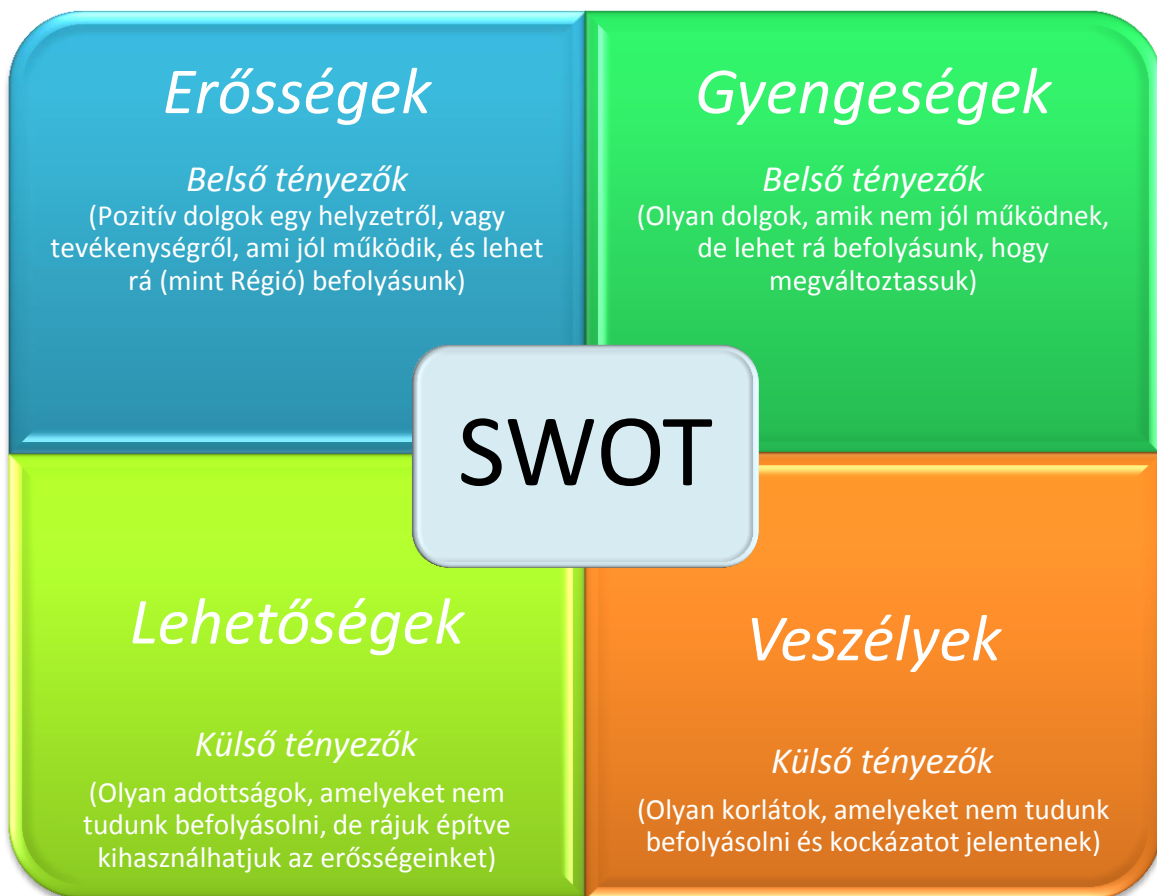 Erősségek
Belső tényezők
(Pozitív dolgok egy helyzetről, vagy
tevékenységről, ami jól működik, és lehet
rá (mint Régió) befolyásunk)
Gyengeségek
Belső tényezők
(Olyan dolgok, amik nem jól működnek,
de lehet rá befolyásunk, hogy
megváltoztassuk)
SWOT
Lehetőségek
Külső tényezők
(Olyan adottságok, amelyeket nem
tudunk befolyásolni, de rájuk építve
kihasználhatjuk az erősségeinket)
Veszélyek
Külső tényezők
(Olyan korlátok, amelyeket nem tudunk
befolyásolni és kockázatot jelentenek)